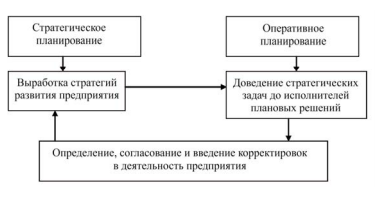 Стратегическое
планирование
Оперативное
планирование
Выработка стратегий
развития предприятия
Доведение стратегических
задач до исполнителей
плановых решений
Определение, согласование и введение корректировок
в деятельность предприятия